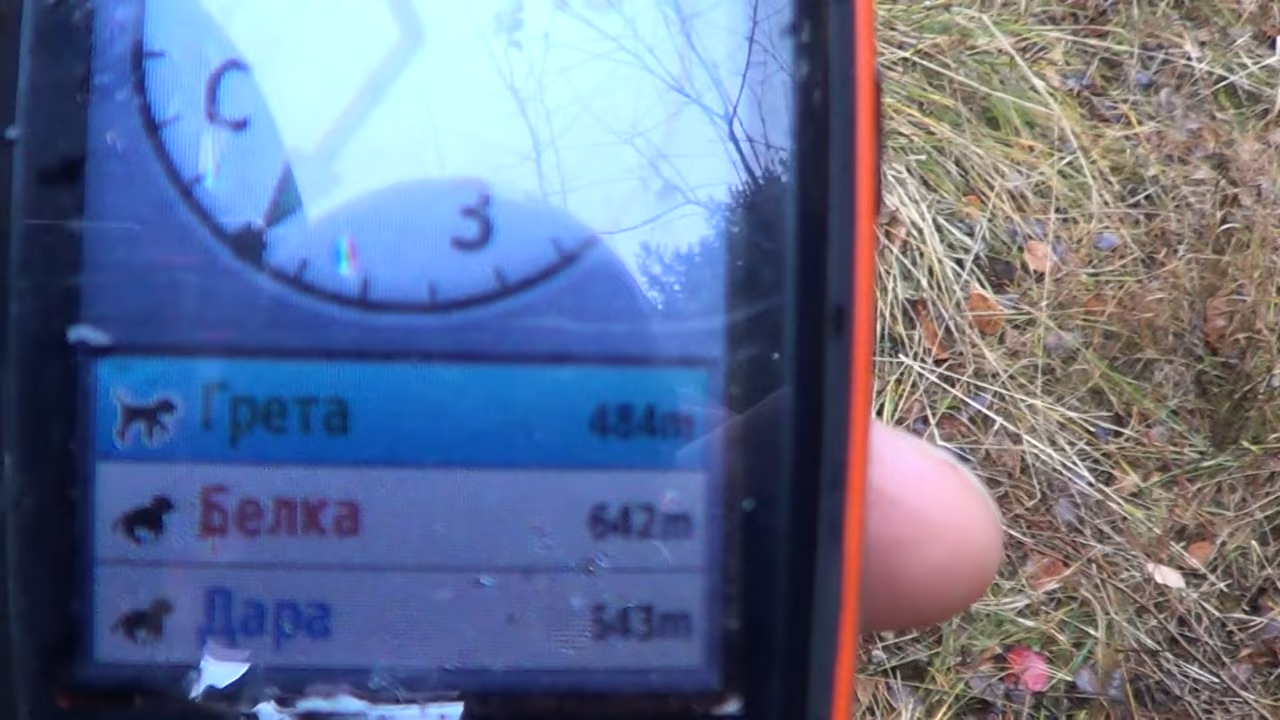 С
З
Грета 484m
Белка 642m
Дара 543m